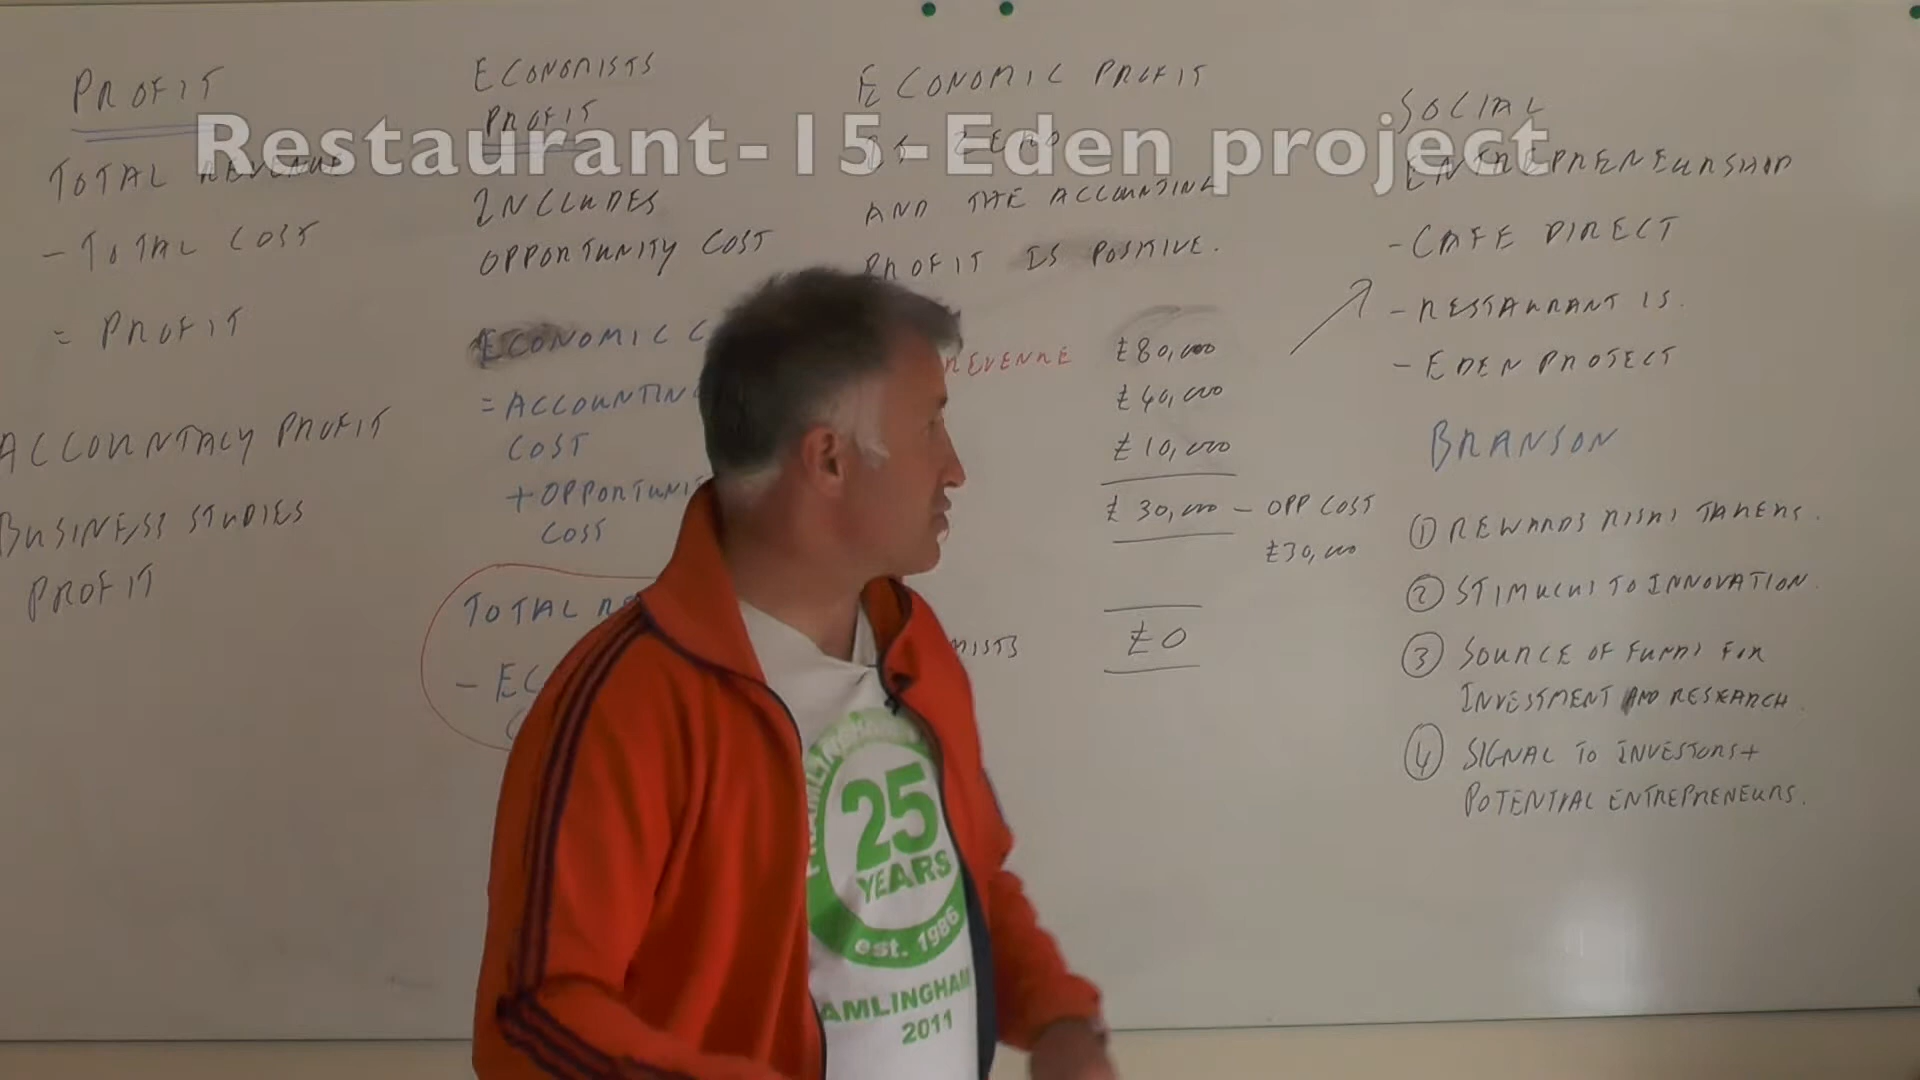 Restaurant-15-Eden project
PROFIT
TOTAL REVENUE
- TOTAL COST
= PROFIT
ACCOUNTACY PROFIT
BUSINESS STUDIES
PROFIT
ECONOMISTS
PROFIT
INCLUDES
OPPORTUNITY COST
ECONOMIC C
= ACCOUNTIN
COST
+ OPPORTUNI
COST
TOTAL RE
- EC
ECONOMIC PROFIT
IS ZERO
AND THE ACCOUNTING
PROFIT IS POSITIVE.
REVENUE £80,000
£40,000
£10,000
£30,000 - OPP COST
£30,000
MISTS £0
SOCIAL
ENTREPRENEURSHIP
- CAFE DIRECT
- RESTAURANT 15.
- EDEN PROJECT
BRANSON
① REWARDS RISKS TAKERS.
② STIMULUS TO INNOVATION.
③ SOURCE OF FUNDS FOR
INVESTMENT AND RESEARCH.
④ SIGNAL TO INVESTORS +
POTENTIAL ENTREPRENEURS.
25
YEARS
est. 1986
AMLINGHAM
2011